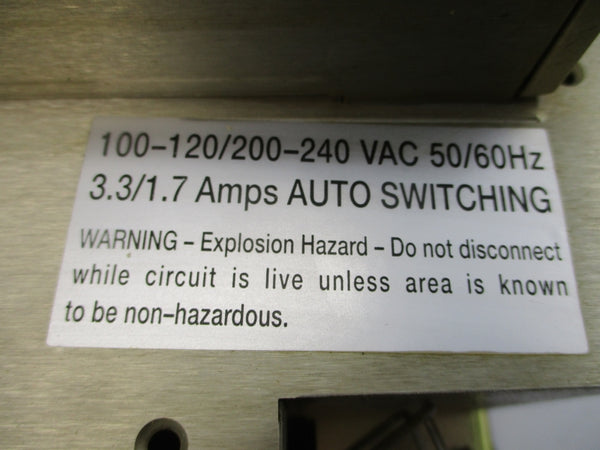 100–120/200–240 VAC 50/60Hz
3.3/1.7 Amps AUTO SWITCHING
WARNING – Explosion Hazard – Do not disconnect
while circuit is live unless area is known
to be non–hazardous.